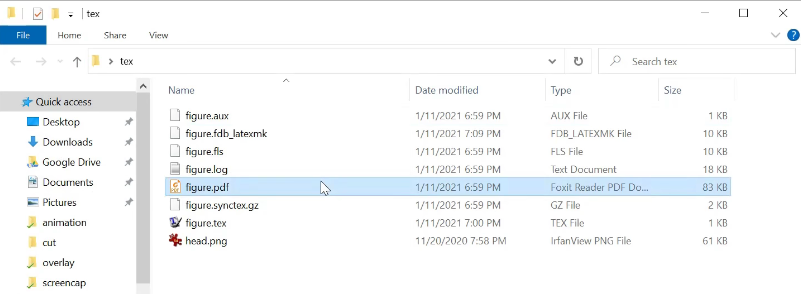 tex
File Home Share View
tex Search tex
Name Date modified Type Size
Quick access
Desktop
Downloads
Google Drive
Documents
Pictures
animation
cut
overlay
screencap
figure.aux 1/11/2021 6:59 PM AUX File 1 KB
figure.fdb_latexmk 1/11/2021 7:09 PM FDB_LATEXMK File 10 KB
figure.fls 1/11/2021 6:59 PM FLS File 10 KB
figure.log 1/11/2021 6:59 PM Text Document 18 KB
figure.pdf 1/11/2021 6:59 PM Foxit Reader PDF Do... 83 KB
figure.synctex.gz 1/11/2021 6:59 PM GZ File 2 KB
figure.tex 1/11/2021 7:00 PM TEX File 1 KB
head.png 11/20/2020 7:58 PM IrfanView PNG File 61 KB